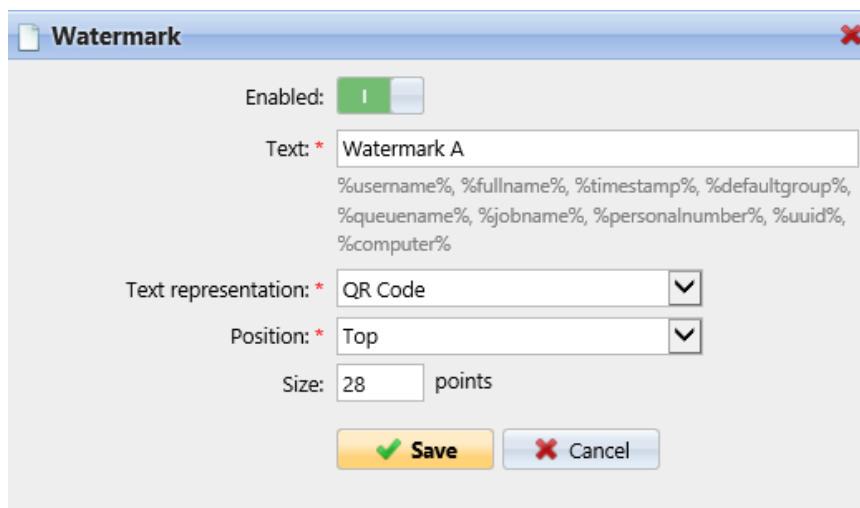 Watermark
Enabled:
I
Text: * Watermark A
%username%, %fullname%, %timestamp%, %defaultgroup%,
%queuename%, %jobname%, %personalnumber%, %uuid%,
%computer%
Text representation: * QR Code
Position: * Top
Size: 28 points
Save Cancel